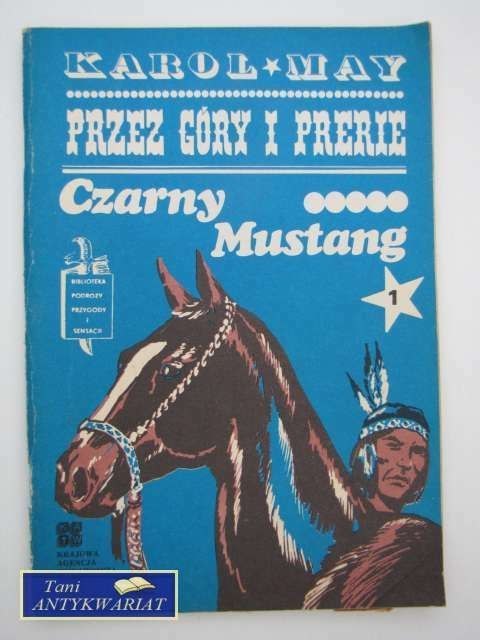 KAROL★MAY
PRZEZ GÓRY I PRERIE
Czarny
Mustang
1
BIBLIOTEKA
PODRÓŻY
PRZYGODY
I
SENSACJI
KRAJOWA
AGENCJA
Tani
ANTYKWARIAT